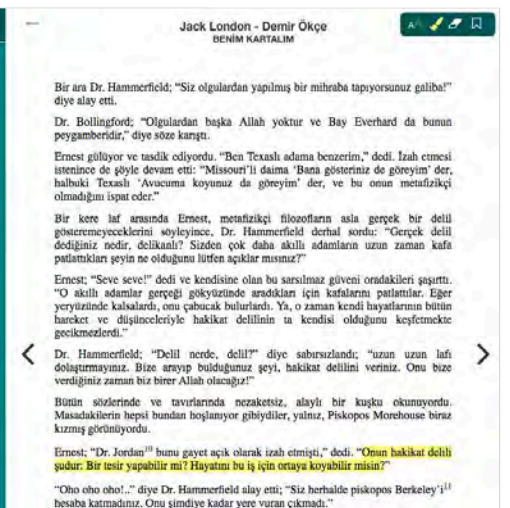 Jack London - Demir Ökçe
BENİM KARTALIM
AA
Bir ara Dr. Hammerfield; “Siz olgulardan yapılmış bir mihraba tapıyorsunuz galiba!”
diye alay etti.
Dr. Bollingford; “Olgulardan başka Allah yoktur ve Bay Everhard da bunun
peygamberidir,” diye söze karıştı.
Ernest gülüyor ve tasdik ediyordu. “Ben Texaslı adama benzerim,” dedi. İzah etmesi
istenince de şöyle devam etti: “Missouri’li daima ‘Bana gösteriniz de göreyim’ der,
halbuki Texaslı ‘Avucuma koyunuz da göreyim’ der, ve bu onun metafizikçi
olmadığını ispat eder.”
Bir kere laf arasında Ernest, metafizikçi filozofların asla gerçek bir delil
gösteremeyeceklerini söyleyince, Dr. Hammerfield derhal sordu: “Gerçek delil
dediğiniz nedir, delikanlı? Sizden çok daha akıllı adamların uzun zaman kafa
patlattıkları şeyin ne olduğunu lütfen açıklar mısınız?”
Ernest; “Seve seve!” dedi ve kendisine olan bu sarsılmaz güveni oradakileri şaşırttı.
“O akıllı adamlar gerçeği gökyüzünde aradıkları için kafalarını patlattılar. Eğer
yeryüzünde kalsalardı, onu çabucak bulurlardı. Ya, o zaman kendi hayatlarının bütün
hareket ve düşünceleriyle hakikat delilinin ta kendisi olduğunu keşfetmekte
gecikmezlerdi.”
Dr. Hammerfield; “Delil nerde, delil?” diye sabırsızlandı; “uzun uzun lafı
dolaştırmayınız. Bize arayıp bulduğunuz şeyi, hakikat delilini veriniz. Onu bize
verdiğiniz zaman biz birer Allah olacağız!”
Bütün sözlerinde ve tavırlarında nezaketsiz, alaylı bir kuşku okunuyordu.
Masadakilerin hepsi bundan hoşlanıyor gibiydiler, yalnız, Piskopos Morehouse biraz
kızmış görünüyordu.
Ernest; “Dr. Jordan¹⁰ bunu gayet açık olarak izah etmişti,” dedi. “Onun hakikat delili
şudur: Bir tesir yapabilir mi? Hayatını bu iş için ortaya koyabilir misin?”
“Oho oho oho!..” diye Dr. Hammerfield alay etti; “Siz herhalde piskopos Berkeley’i¹¹
hesaba katmadınız. Onu şimdiye kadar yere vuran çıkmadı.”